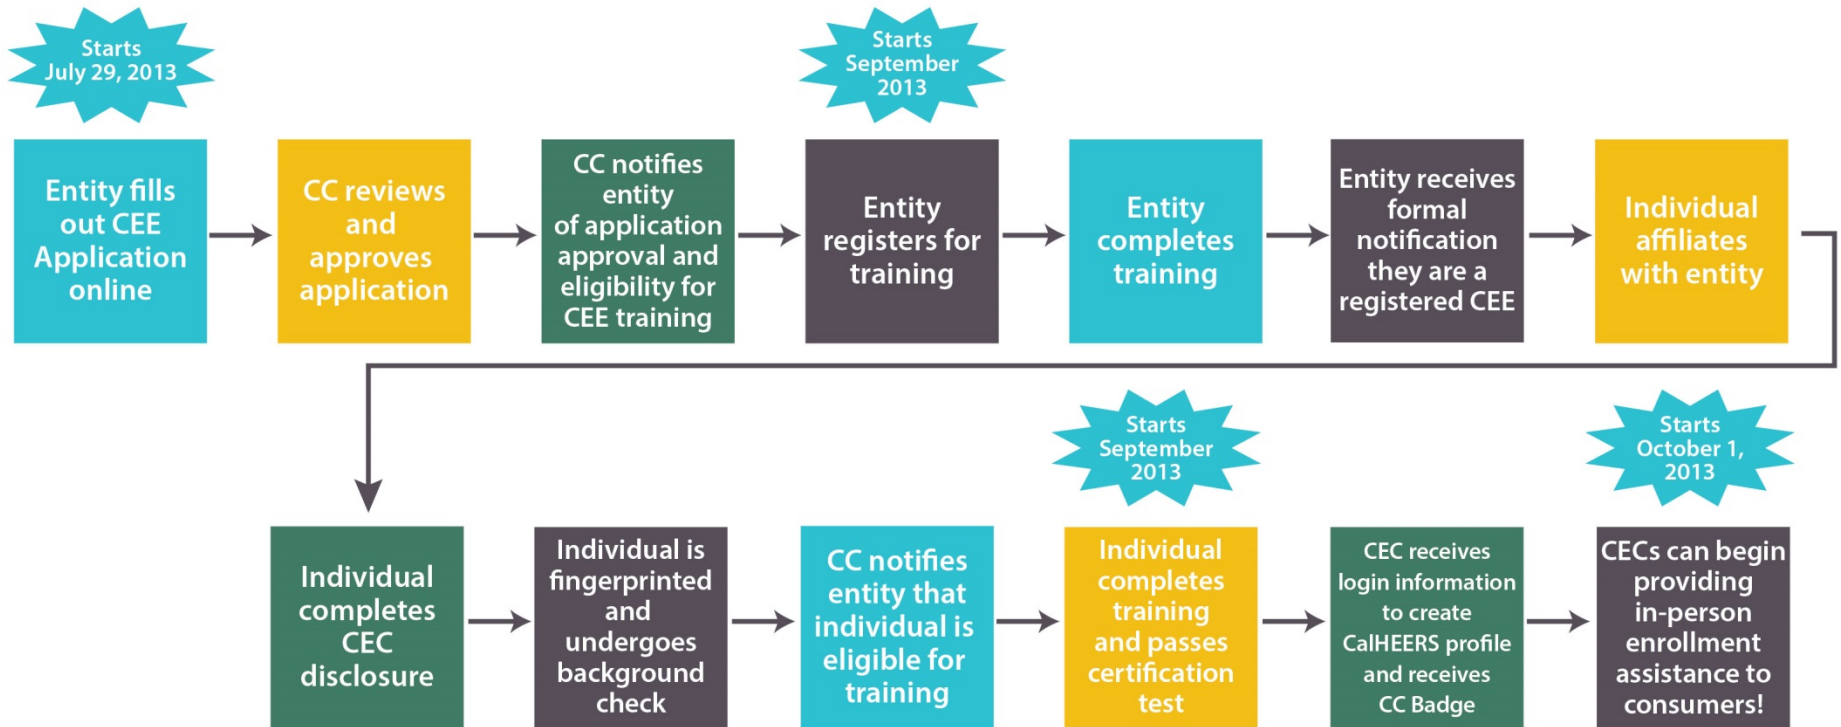 Starts
July 29, 2013
Starts
September
2013
Entity fills
out CEE
Application
online
CC reviews
and
approves
application
CC notifies
entity
of application
approval and
eligibility for
CEE training
Entity
registers for
training
Entity
completes
training
Entity receives
formal
notification
they are a
registered CEE
Individual
affiliates
with entity
Starts
September
2013
Starts
October 1,
2013
Individual
completes
CEC
disclosure
Individual is
fingerprinted
and
undergoes
background
check
CC notifies
entity that
individual is
eligible for
training
Individual
completes
training
and passes
certification
test
CEC receives
login information
to create
CalHEERS profile
and receives
CC Badge
CECs can begin
providing
in-person
enrollment
assistance to
consumers!